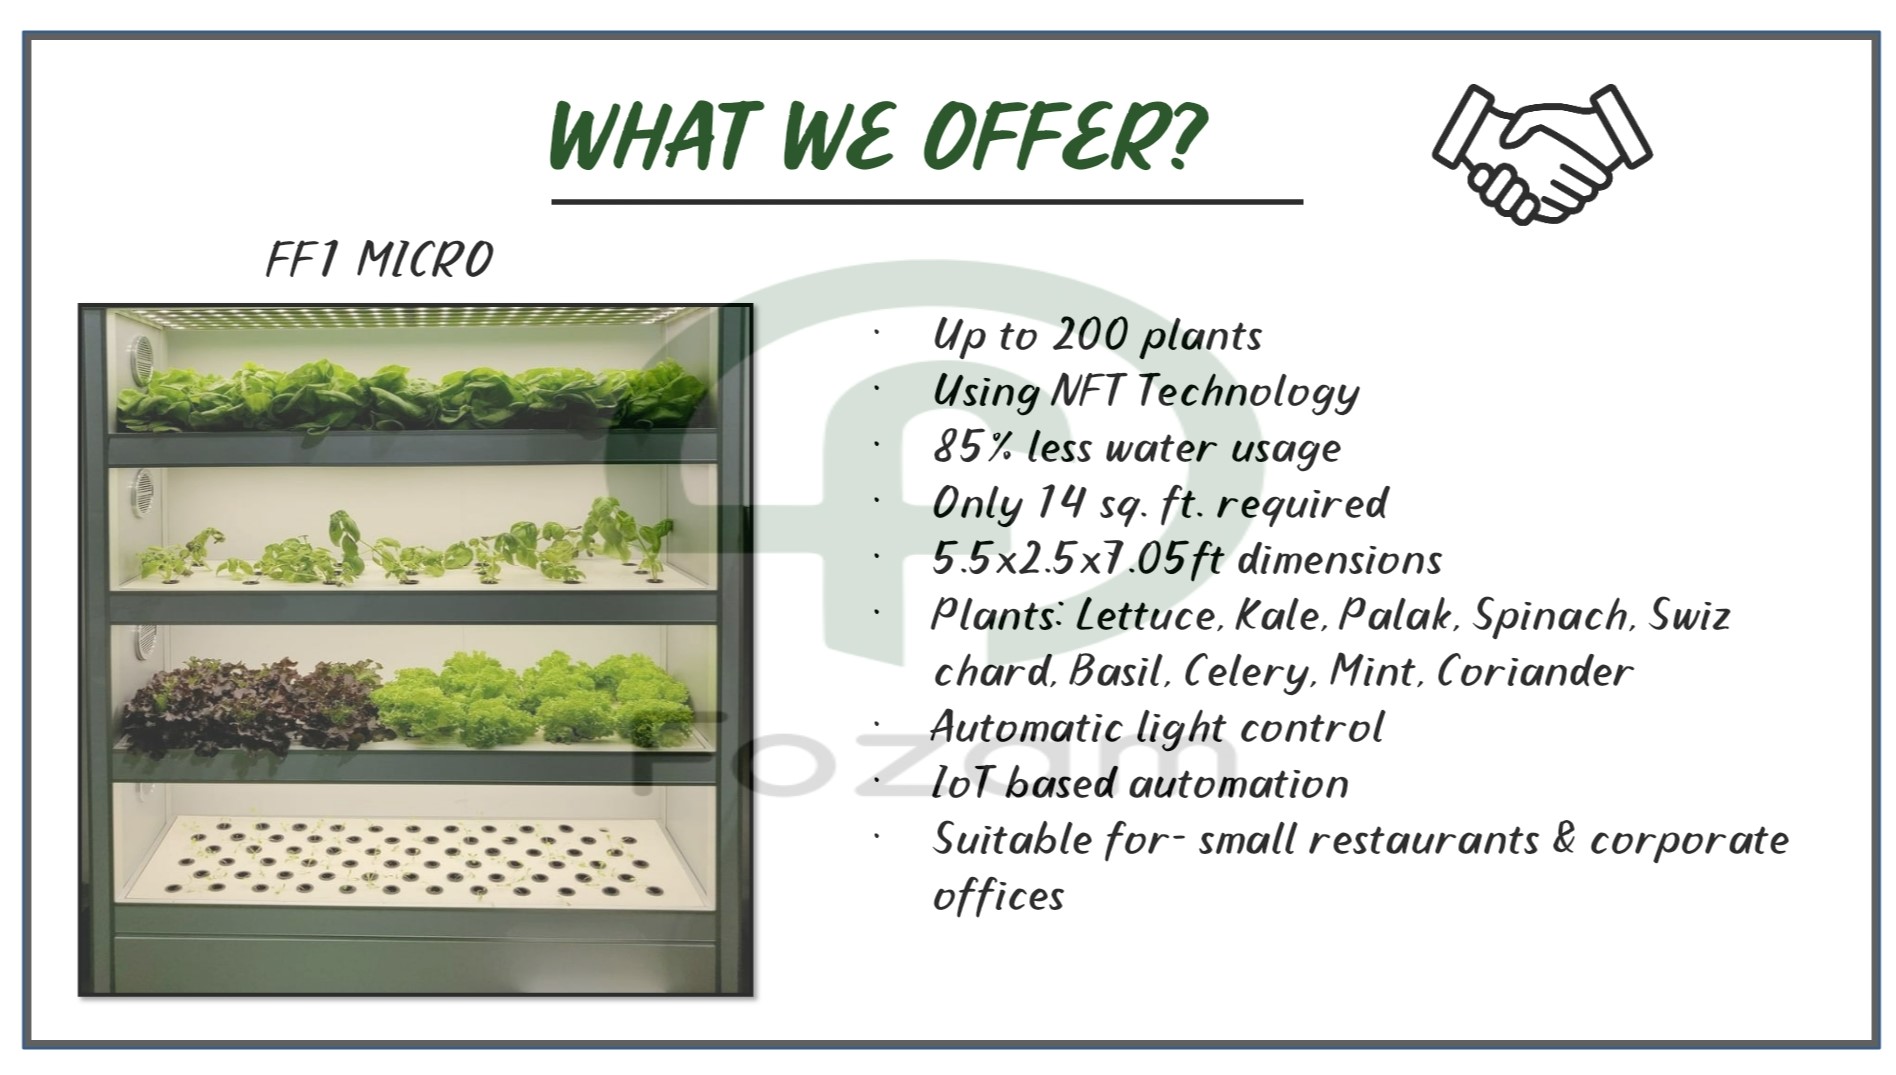 WHAT WE OFFER?
FF1 MICRO
· Up to 200 plants
· Using NFT Technology
· 85% less water usage
· Only 14 sq. ft. required
· 5.5x2.5x7.05ft dimensions
· Plants: Lettuce, Kale, Palak, Spinach, Swiz
chard, Basil, Celery, Mint, Coriander
· Automatic light control
· IoT based automation
· Suitable for- small restaurants & corporate
offices
Fozam